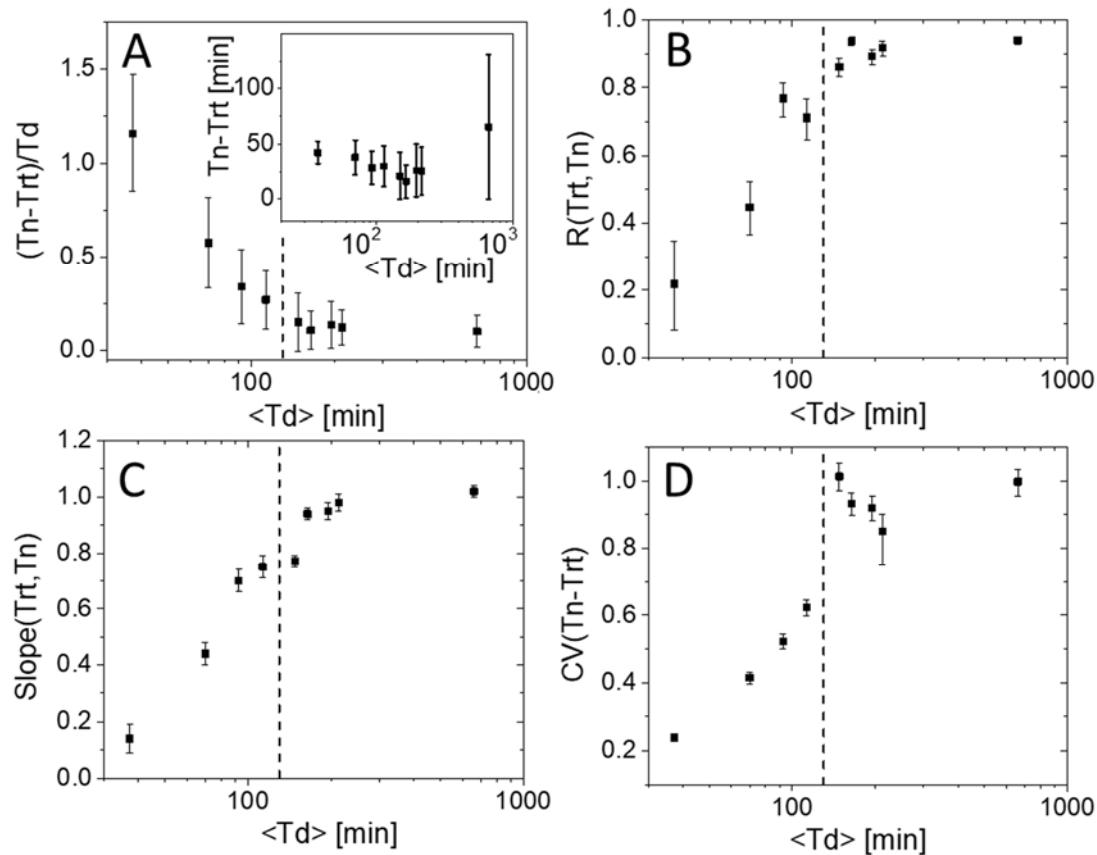 A
(Tn-Trt)/Td
1.5
1.0
0.5
0.0
100
1000
<Td> [min]
Tn-Trt [min]
100
50
0
10²
10³
<Td> [min]
B
R(Trt,Tn)
1.0
0.8
0.6
0.4
0.2
0.0
100
1000
<Td> [min]
C
Slope(Trt,Tn)
1.2
1.0
0.8
0.6
0.4
0.2
0.0
100
1000
<Td> [min]
D
CV(Tn-Trt)
1.0
0.8
0.6
0.4
0.2
100
1000
<Td> [min]